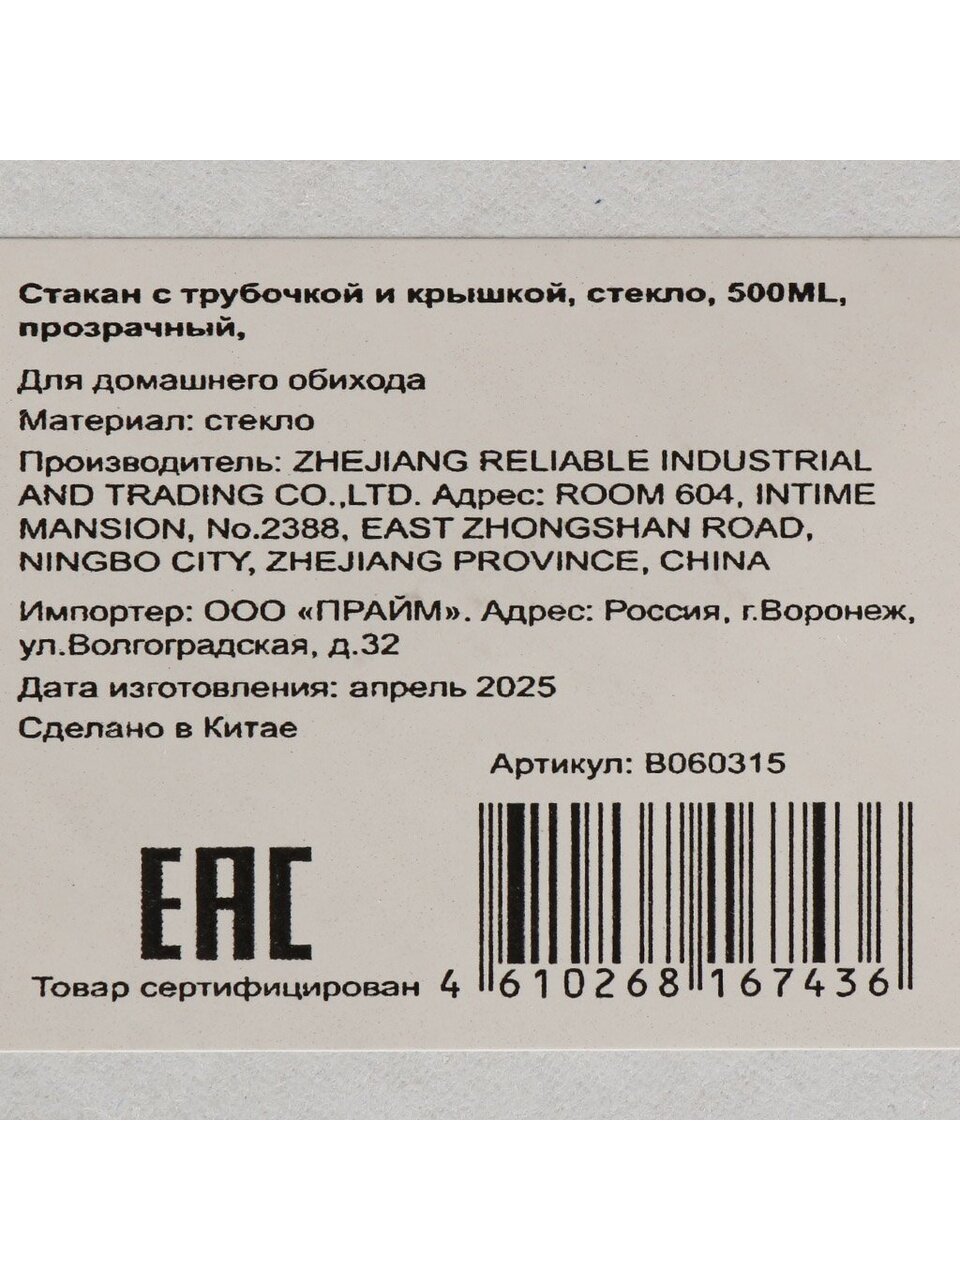 Стакан с трубочкой и крышкой, стекло, 500ML,
прозрачный,
Для домашнего обихода
Материал: стекло
Производитель: ZHEJIANG RELIABLE INDUSTRIAL
AND TRADING CO.,LTD. Адрес: ROOM 604, INTIME
MANSION, No.2388, EAST ZHONGSHAN ROAD,
NINGBO CITY, ZHEJIANG PROVINCE, CHINA
Импортер: ООО «ПРАЙМ». Адрес: Россия, г.Воронеж,
ул.Волгоградская, д.32
Дата изготовления: апрель 2025
Сделано в Китае
Артикул: B060315
EAC
Товар сертифицирован
4 610268 167436